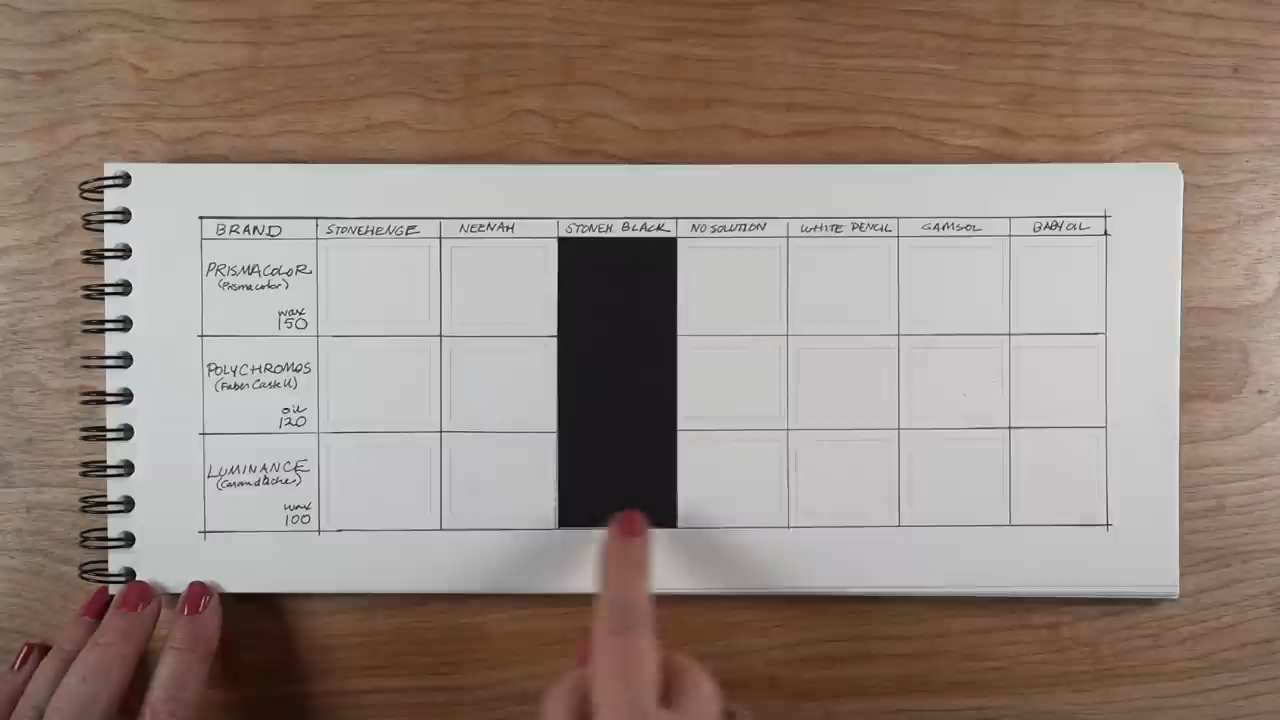 BRAND STONEHENGE NEENAH STONEH BLACK NO SOLUTION WHITE PENCIL GAMSOL BABY OIL
PRISMACOLOR
(Prismacolor)
wax
150
POLYCHROMOS
(Faber Castell)
oil
120
LUMINANCE
(Caran d'Ache)
wax
100